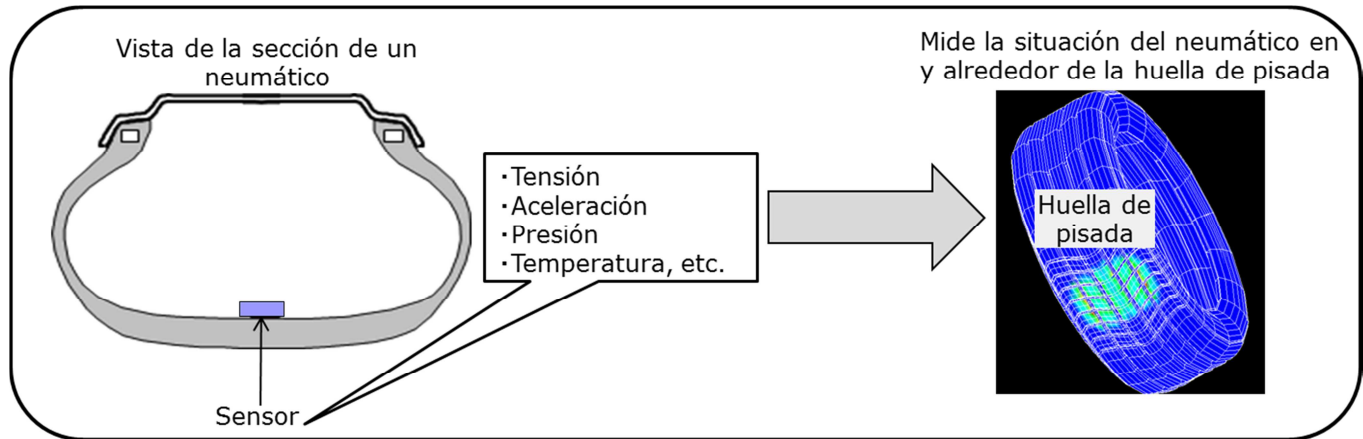 Vista de la sección de un
neumático
·Tensión
·Aceleración
·Presión
·Temperatura, etc.
Sensor
Mide la situación del neumático en
y alrededor de la huella de pisada
Huella de
pisada